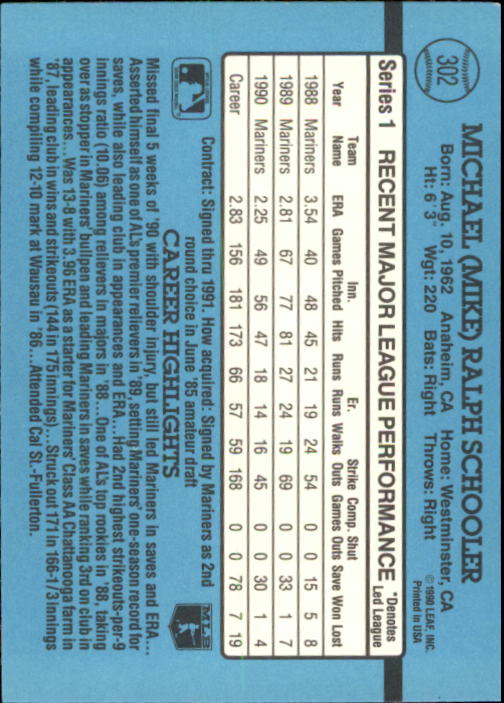 302
MICHAEL (MIKE) RALPH SCHOOLER
Born: Aug. 10, 1962 Anaheim, CA Home: Westminster, CA
Ht: 6'3" Wgt: 220 Bats: Right Throws: Right
© 1990 LEAF, INC.
Printed in USA
Series 1 RECENT MAJOR LEAGUE PERFORMANCE *Denotes Led League
Team Inn. Er. Strike Comp. Shut
Year Name ERA Games Pitched Hits Runs Runs Walks Outs Games Outs Save Won Lost
1988 Mariners 3.54 40 48 45 21 19 24 54 0 0 15 5 8
1989 Mariners 2.81 67 77 81 27 24 19 69 0 0 33 1 7
1990 Mariners 2.25 49 56 47 18 14 16 45 0 0 30 1 4
Career 2.83 156 181 173 66 57 59 168 0 0 78 7 19
Contract: Signed thru 1991. How acquired: Signed by Mariners as 2nd
round choice in June '85 amateur draft
MLB
CAREER HIGHLIGHTS
Missed final 5 weeks of '90 with shoulder injury, but still led Mariners in saves and ERA...
Asserted himself as one of AL's premier relievers in '89, setting Mariners' one-season record for
saves, while also leading club in appearances and ERA...Had 2nd highest strikeouts-per-9
innings ratio (10.06) among relievers in majors in '88...One of AL's top rookies in '88, taking
over as stopper in Mariners' bullpen and leading Mariners in saves while ranking 3rd on club in
appearances...Was 13-8 with 3.96 ERA as a starter for Mariners' Class AA Chattanooga farm in
'87, leading club in wins and strikeouts (144 in 175 innings)...Struck out 171 in 166-1/3 innings
while compiling 12-10 mark at Wausau in '86...Attended Cal St.-Fullerton.